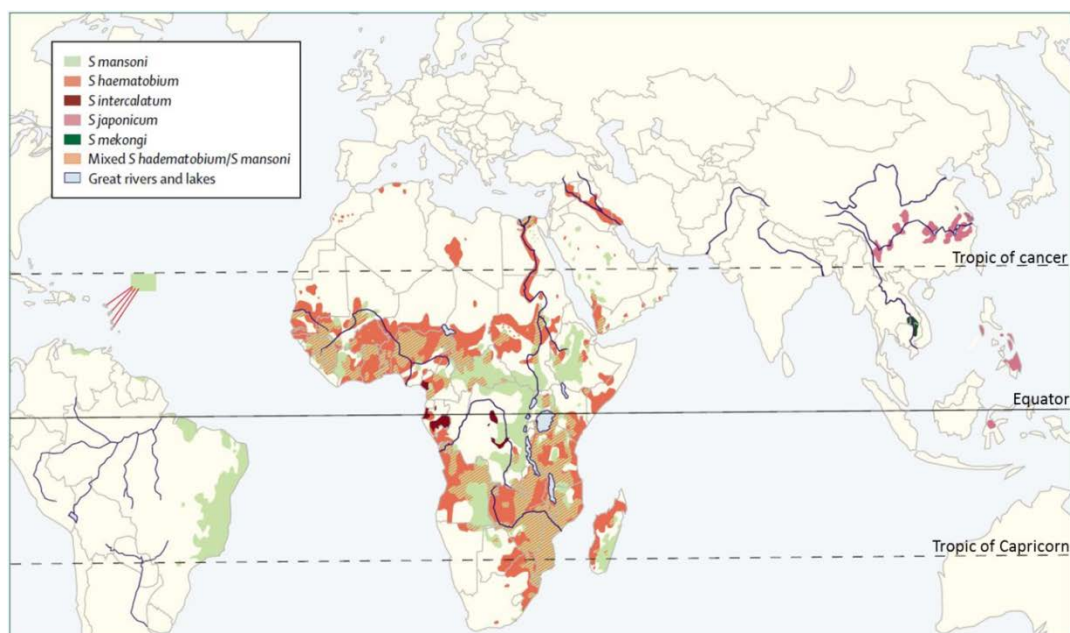 S mansoni
S haematobium
S intercalatum
S japonicum
S mekongi
Mixed S hadematobium/S mansoni
Great rivers and lakes
Tropic of cancer
Equator
Tropic of Capricorn